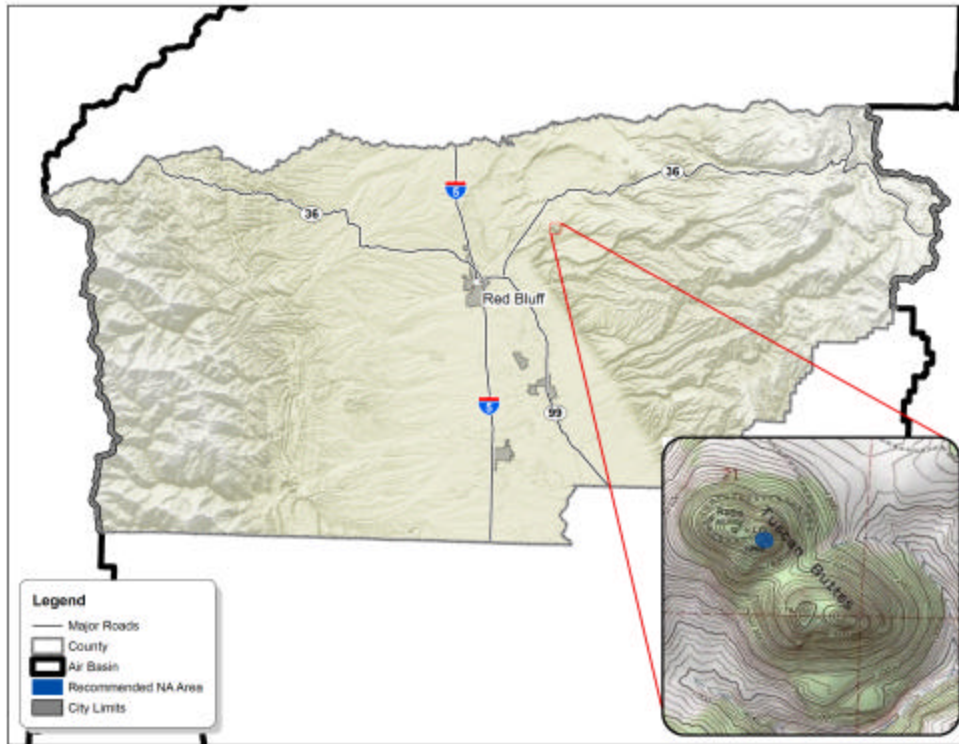 5
36
36
Red Bluff
5
99
21
Tuscan Buttes
Legend
Major Roads
County
Air Basin
Recommended NA Area
City Limits